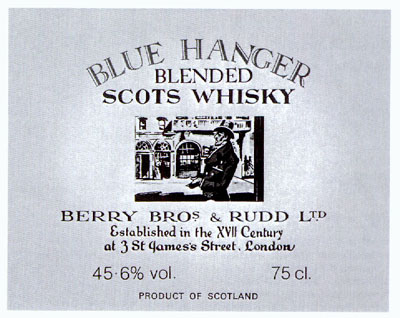 BLUE HANGER
BLENDED
SCOTS WHISKY
BERRY BROS & RUDD LTD
Established in the XVII Century
at 3 St James's Street, London
45·6% vol. 75 cl.
PRODUCT OF SCOTLAND